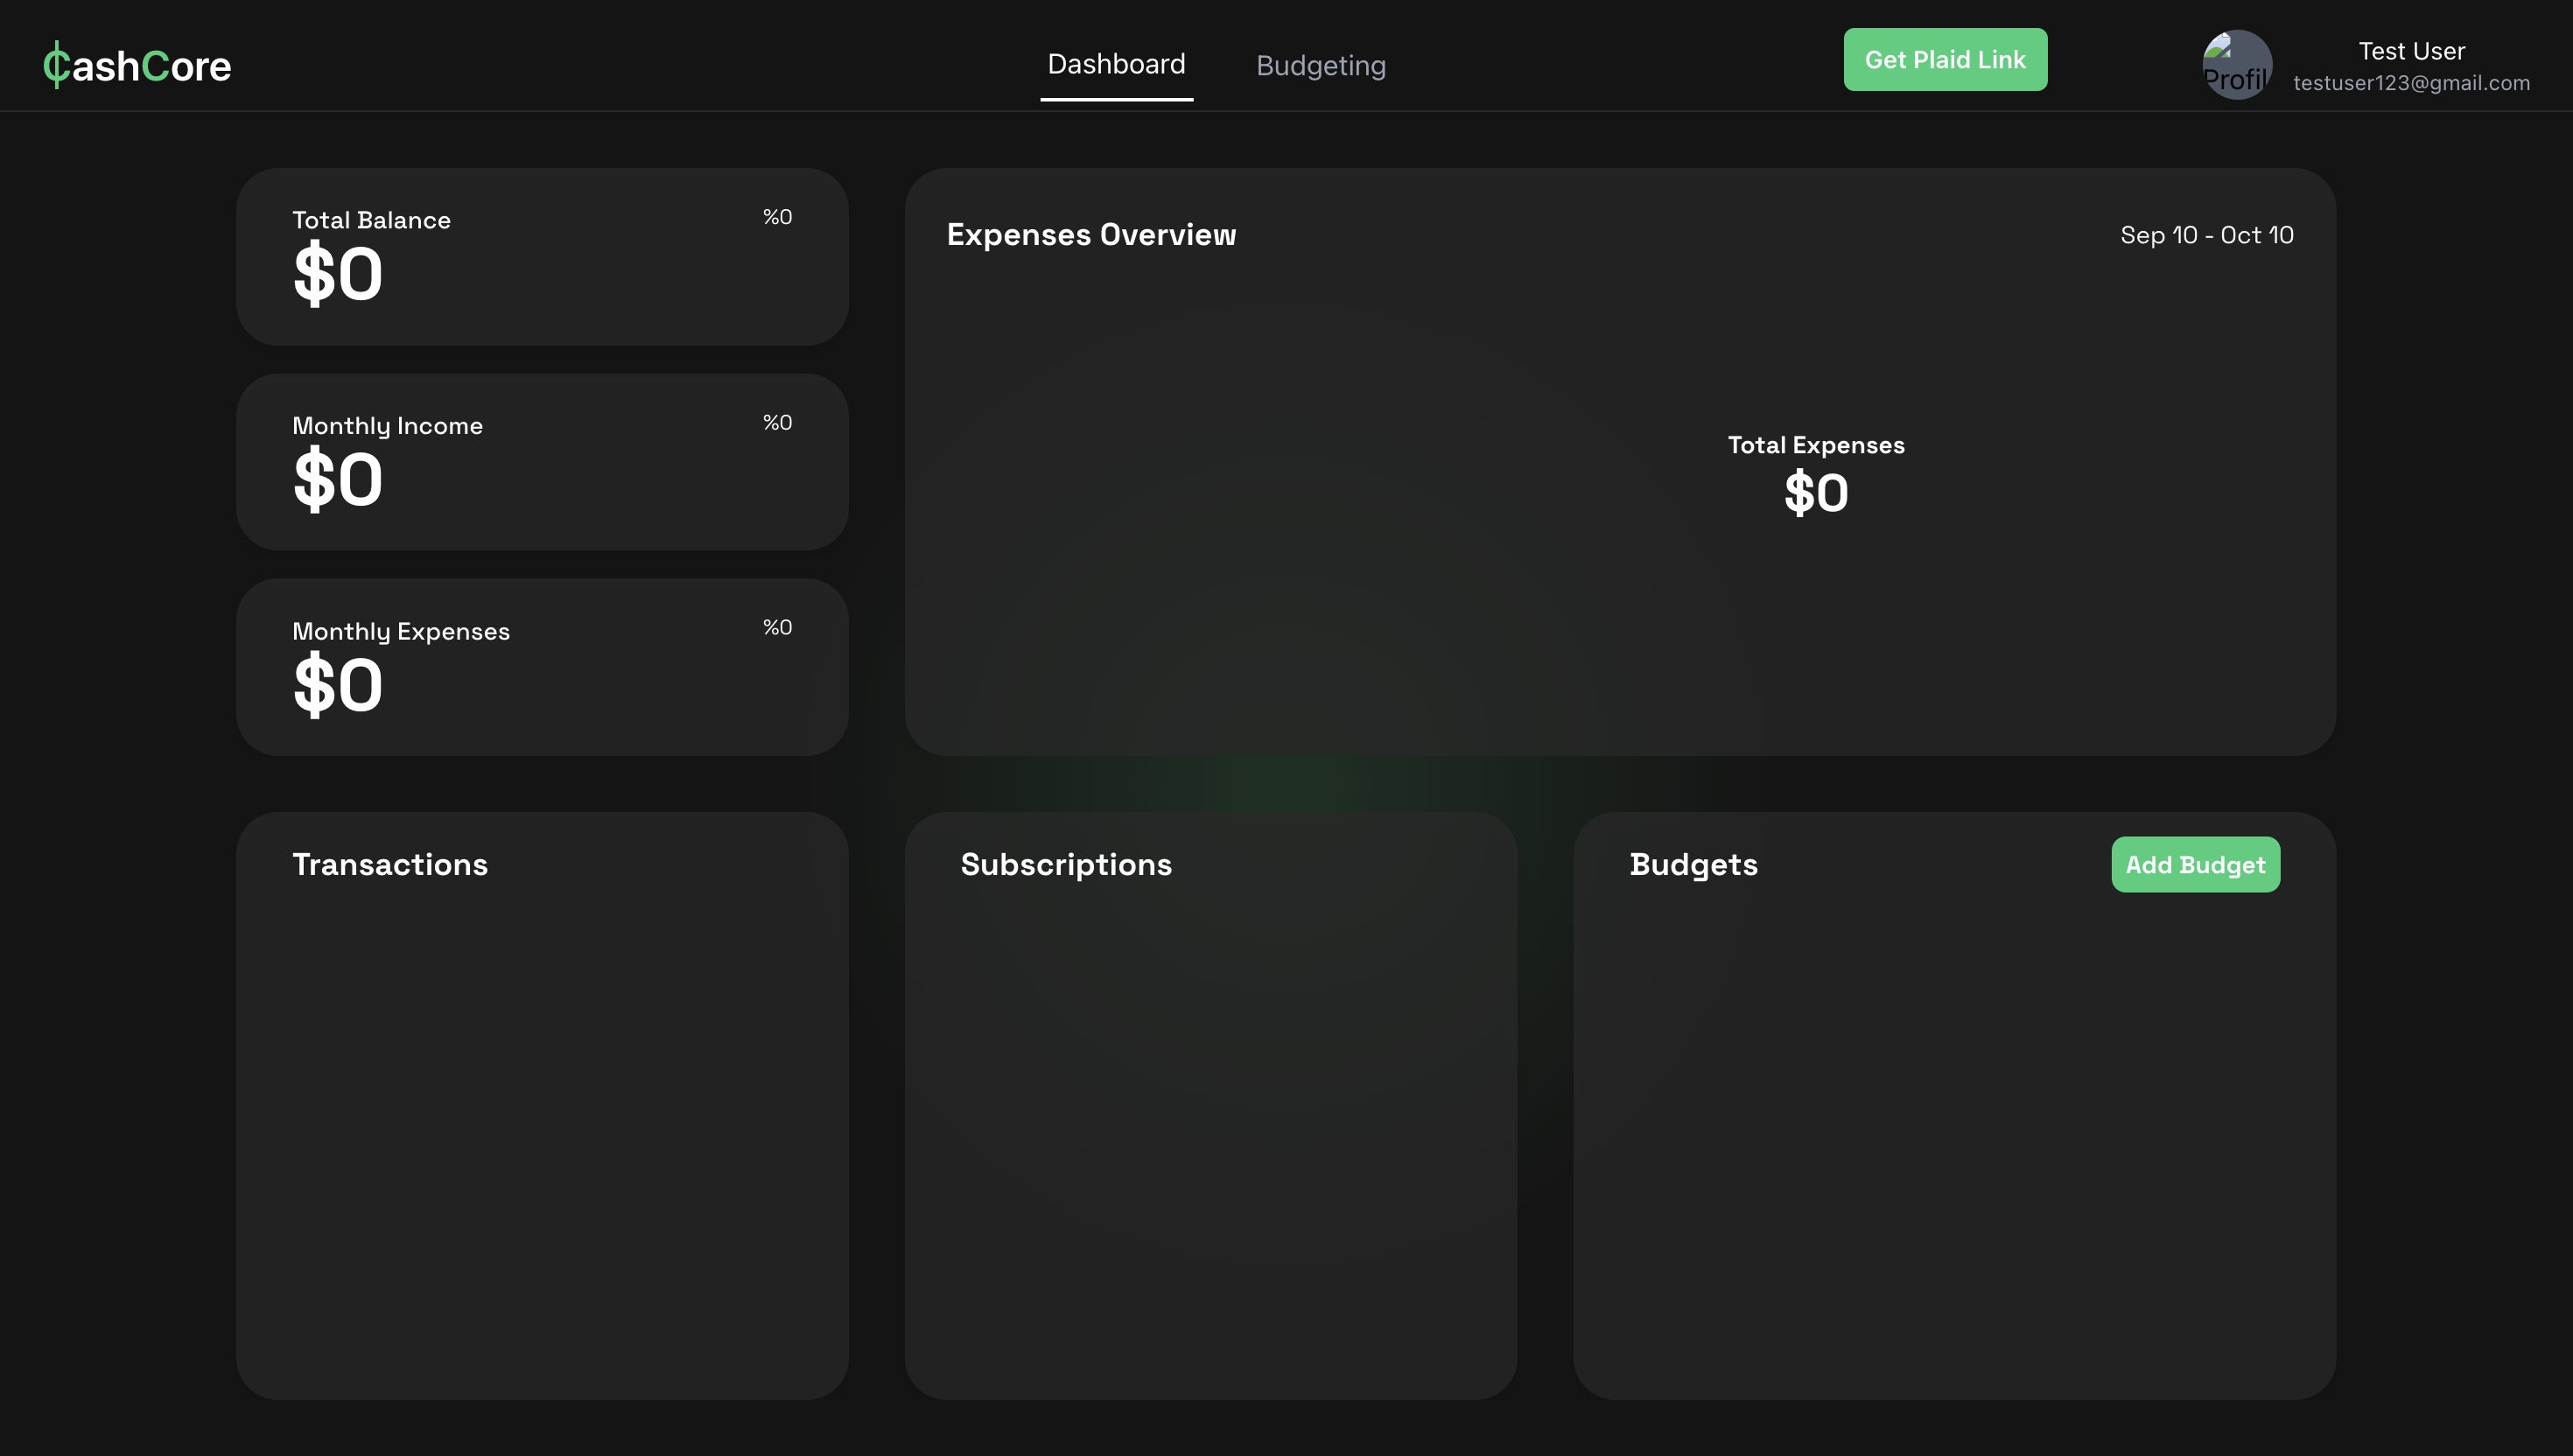 ₵ashCore
Dashboard
Budgeting
Get Plaid Link
Profil
Test User
testuser123@gmail.com
Total Balance
%0
$0
Monthly Income
%0
$0
Monthly Expenses
%0
$0
Expenses Overview
Sep 10 - Oct 10
Total Expenses
$0
Transactions
Subscriptions
Budgets
Add Budget